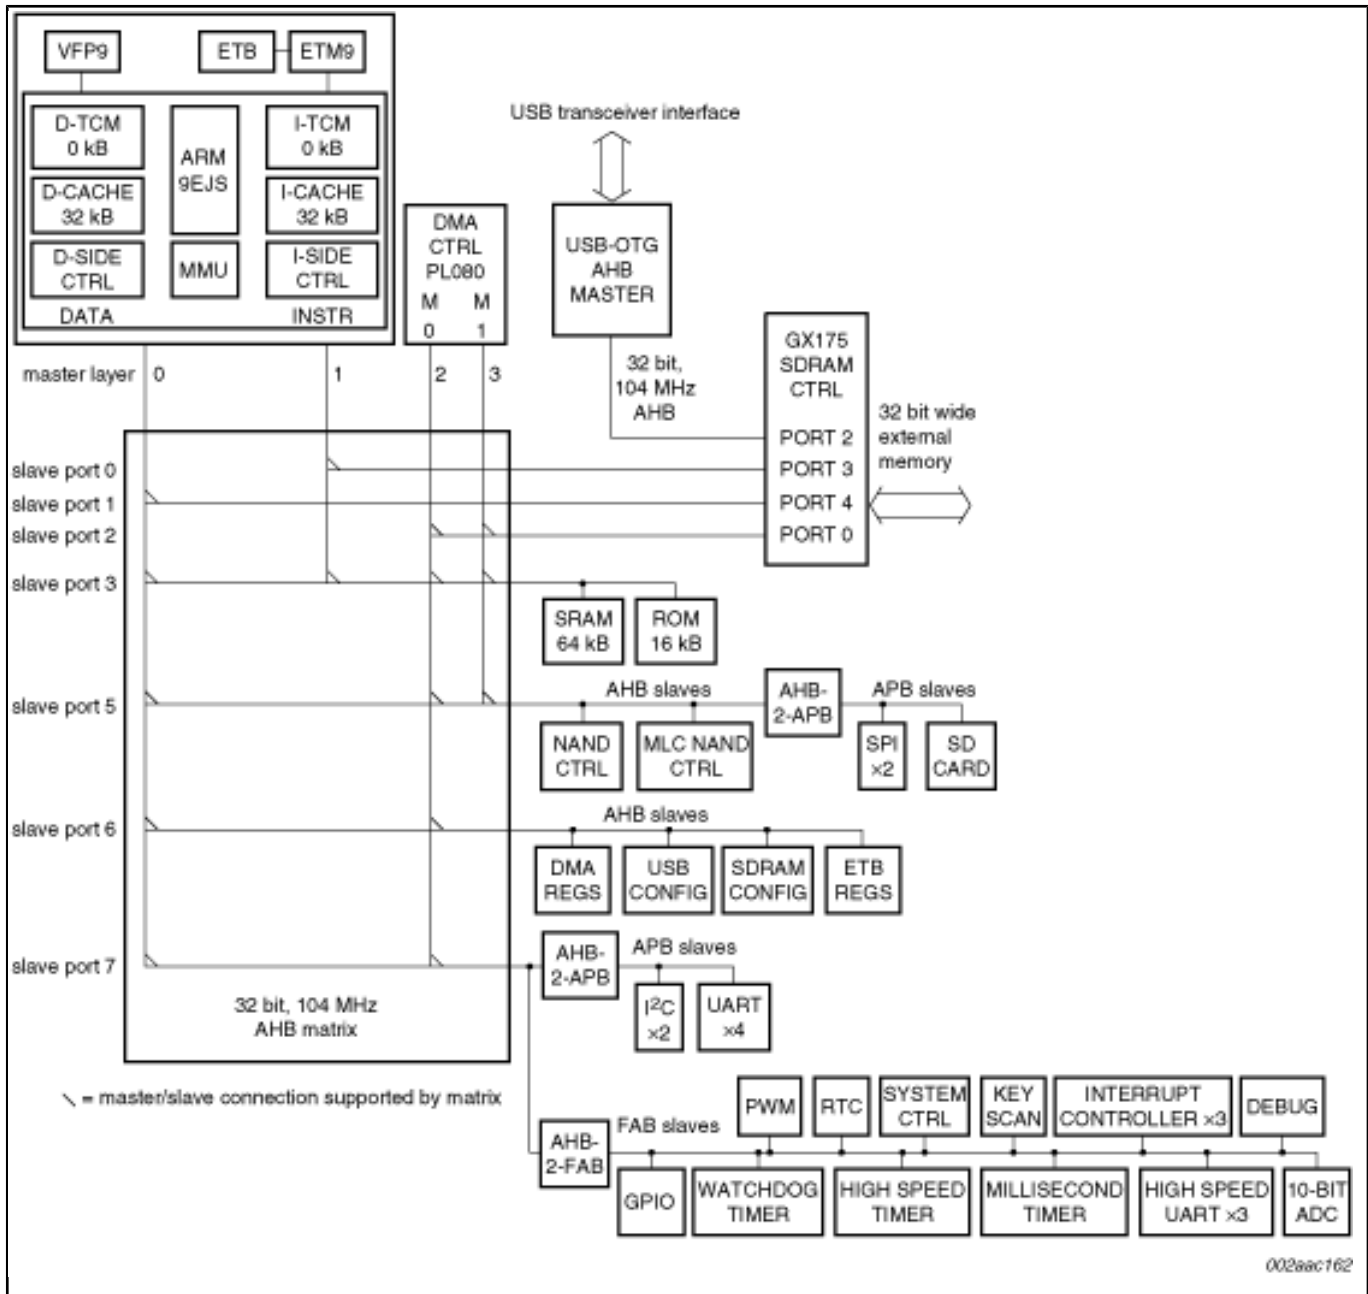 VFP9
ETB
ETM9
D-TCM
0 kB
ARM
9EJS
I-TCM
0 kB
D-CACHE
32 kB
I-CACHE
32 kB
D-SIDE
CTRL
MMU
I-SIDE
CTRL
DATA
INSTR
DMA
CTRL
PL080
M
0
M
1
USB transceiver interface
USB-OTG
AHB
MASTER
32 bit,
104 MHz
AHB
GX175
SDRAM
CTRL
PORT 2
PORT 3
PORT 4
PORT 0
32 bit wide
external
memory
master layer
0
1
2
3
slave port 0
slave port 1
slave port 2
slave port 3
SRAM
64 kB
ROM
16 kB
slave port 5
AHB slaves
AHB-
2-APB
APB slaves
NAND
CTRL
MLC NAND
CTRL
SPI
×2
SD
CARD
slave port 6
AHB slaves
DMA
REGS
USB
CONFIG
SDRAM
CONFIG
ETB
REGS
slave port 7
AHB-
2-APB
APB slaves
I²C
×2
UART
×4
32 bit, 104 MHz
AHB matrix
= master/slave connection supported by matrix
AHB-
2-FAB
FAB slaves
PWM
RTC
SYSTEM
CTRL
KEY
SCAN
INTERRUPT
CONTROLLER ×3
DEBUG
GPIO
WATCHDOG
TIMER
HIGH SPEED
TIMER
MILLISECOND
TIMER
HIGH SPEED
UART ×3
10-BIT
ADC
002aac162